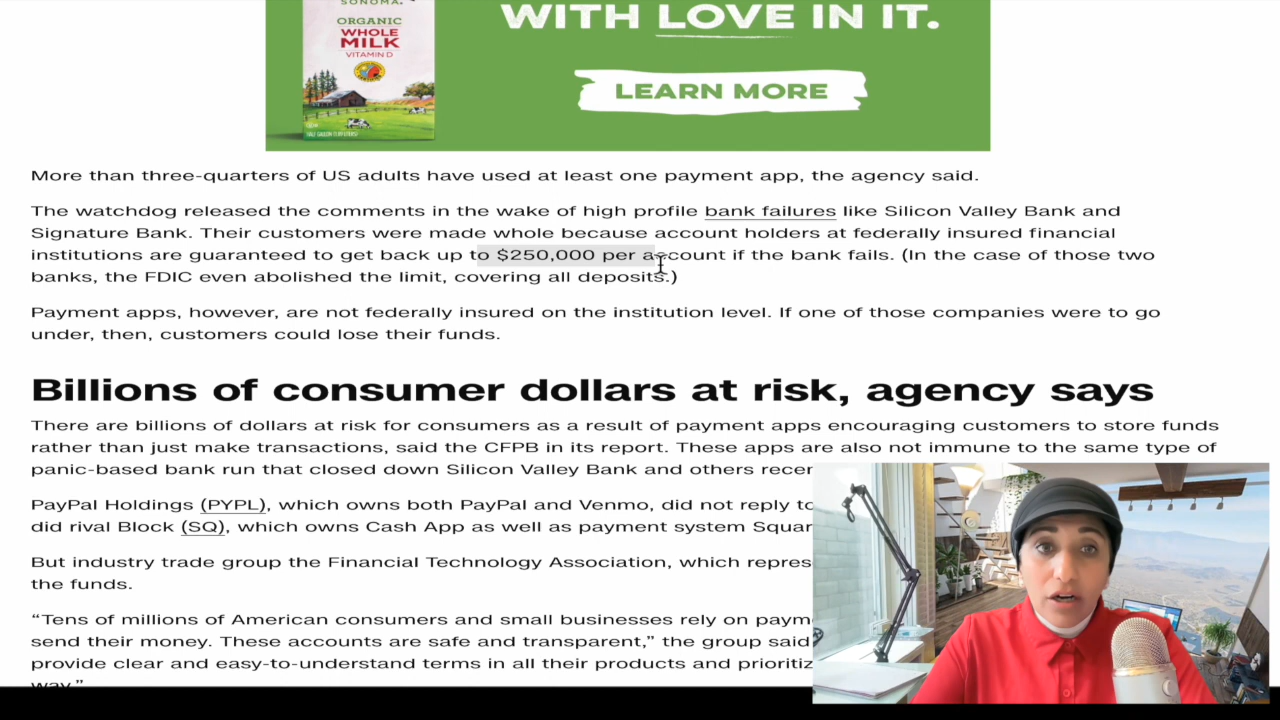 SONOMA.
ORGANIC
WHOLE
MILK
VITAMIN D
HALF GALLON (1.89 LITERS)
WITH LOVE IN IT.
LEARN MORE
More than three-quarters of US adults have used at least one payment app, the agency said.
The watchdog released the comments in the wake of high profile bank failures like Silicon Valley Bank and
Signature Bank. Their customers were made whole because account holders at federally insured financial
institutions are guaranteed to get back up to $250,000 per account if the bank fails. (In the case of those two
banks, the FDIC even abolished the limit, covering all deposits.)
Payment apps, however, are not federally insured on the institution level. If one of those companies were to go
under, then, customers could lose their funds.
Billions of consumer dollars at risk, agency says
There are billions of dollars at risk for consumers as a result of payment apps encouraging customers to store funds
rather than just make transactions, said the CFPB in its report. These apps are also not immune to the same type of
panic-based bank run that closed down Silicon Valley Bank and others recen
PayPal Holdings (PYPL), which owns both PayPal and Venmo, did not reply to
did rival Block (SQ), which owns Cash App as well as payment system Squar
But industry trade group the Financial Technology Association, which repres
the funds.
“Tens of millions of American consumers and small businesses rely on paym
send their money. These accounts are safe and transparent,” the group said
provide clear and easy-to-understand terms in all their products and prioritiz
way.”